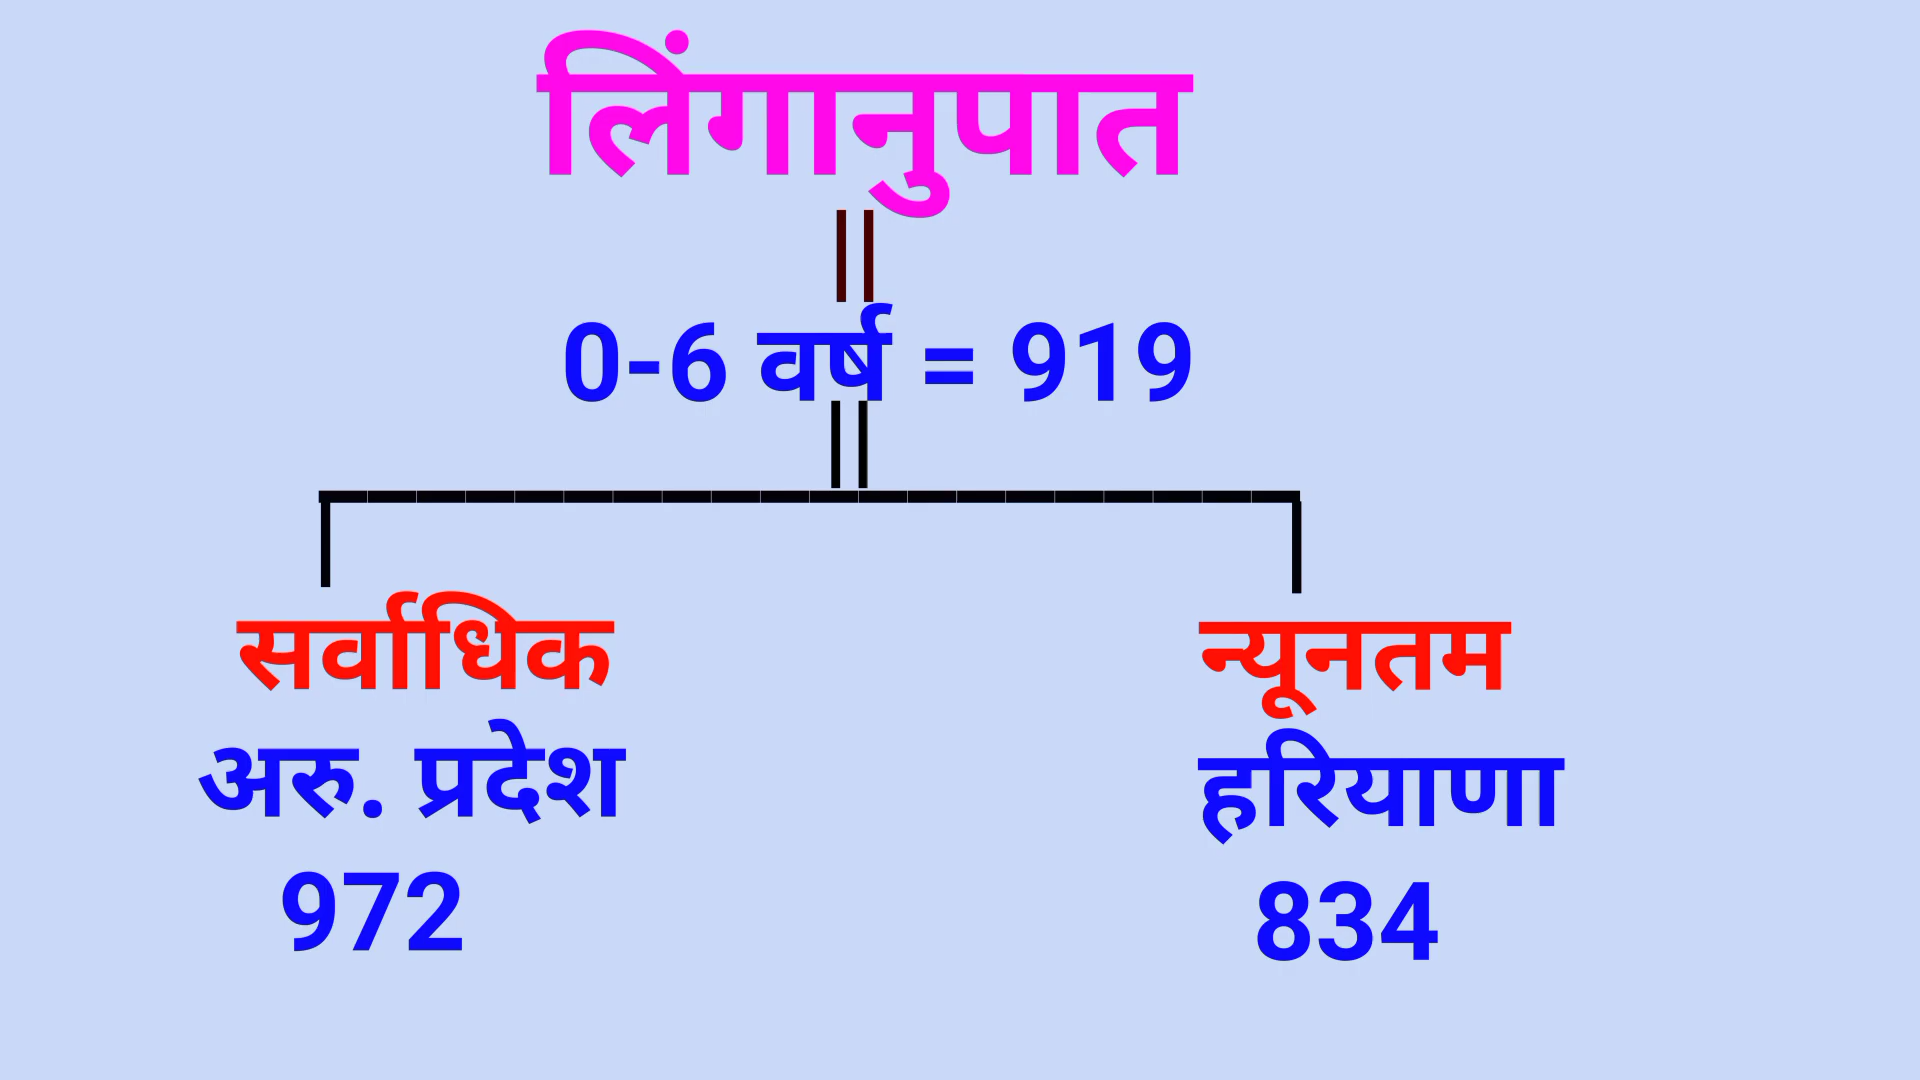 लिंगानुपात
0-6 वर्ष = 919
सर्वाधिक
अरु. प्रदेश
972
न्यूनतम
हरियाणा
834